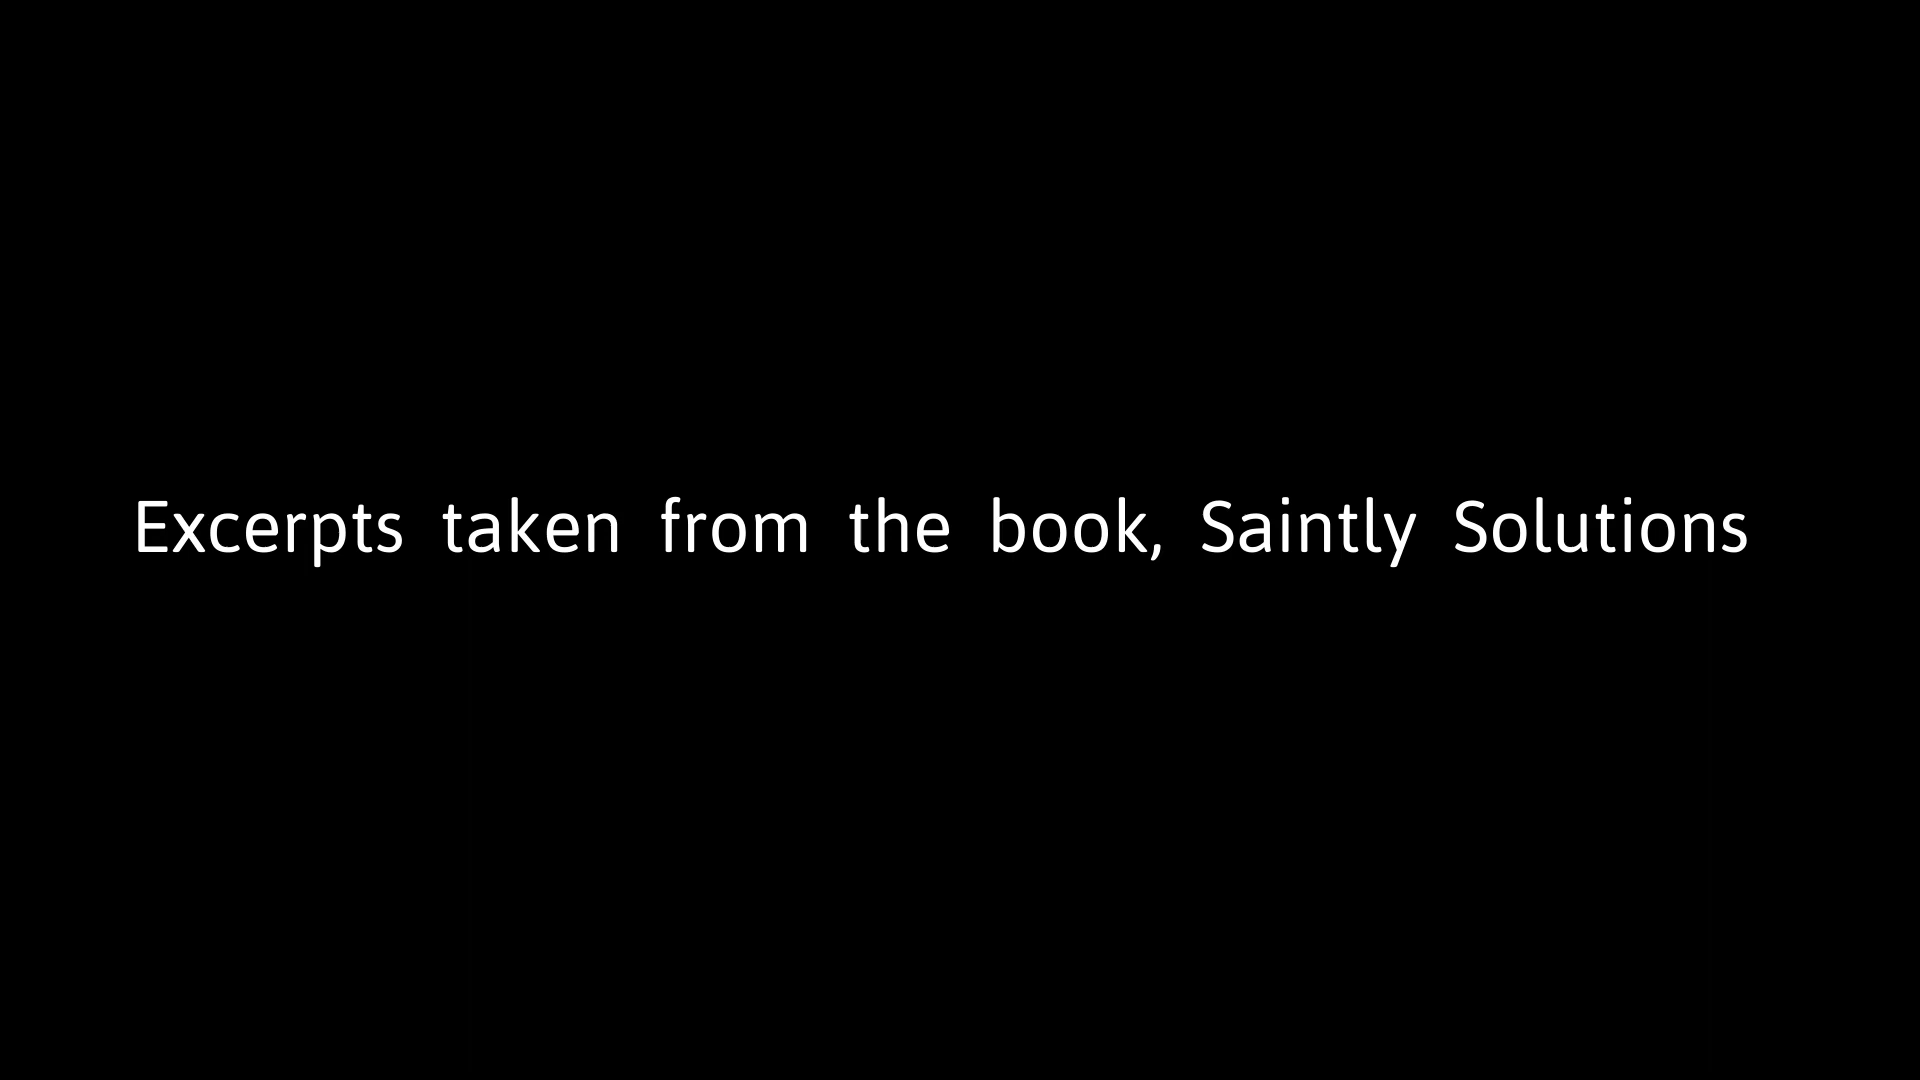 Excerpts taken from the book, Saintly Solutions